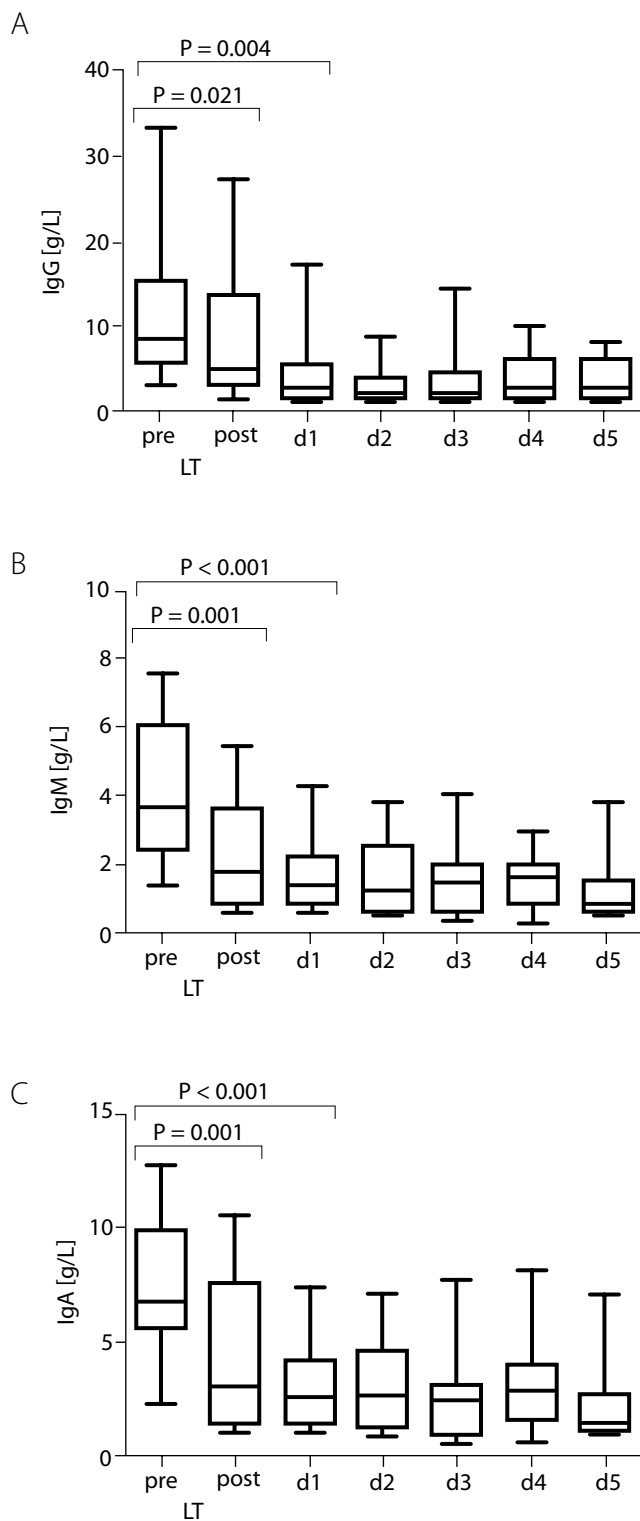 A
P = 0.004
P = 0.021
40
30
20
10
0
IgG [g/L]
pre post d1 d2 d3 d4 d5
LT
B
P < 0.001
P = 0.001
10
8
6
4
2
0
IgM [g/L]
pre post d1 d2 d3 d4 d5
LT
C
P < 0.001
P = 0.001
15
10
5
0
IgA [g/L]
pre post d1 d2 d3 d4 d5
LT